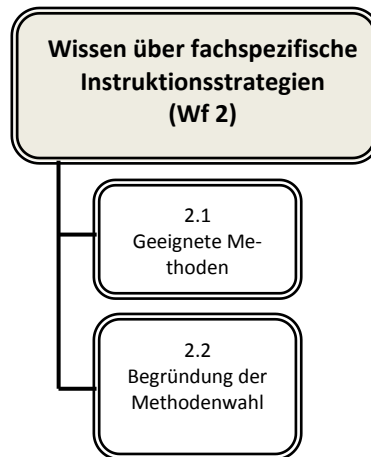 Wissen über fachspezifische
Instruktionsstrategien
(Wf 2)
2.1
Geeignete Me-
thoden
2.2
Begründung der
Methodenwahl